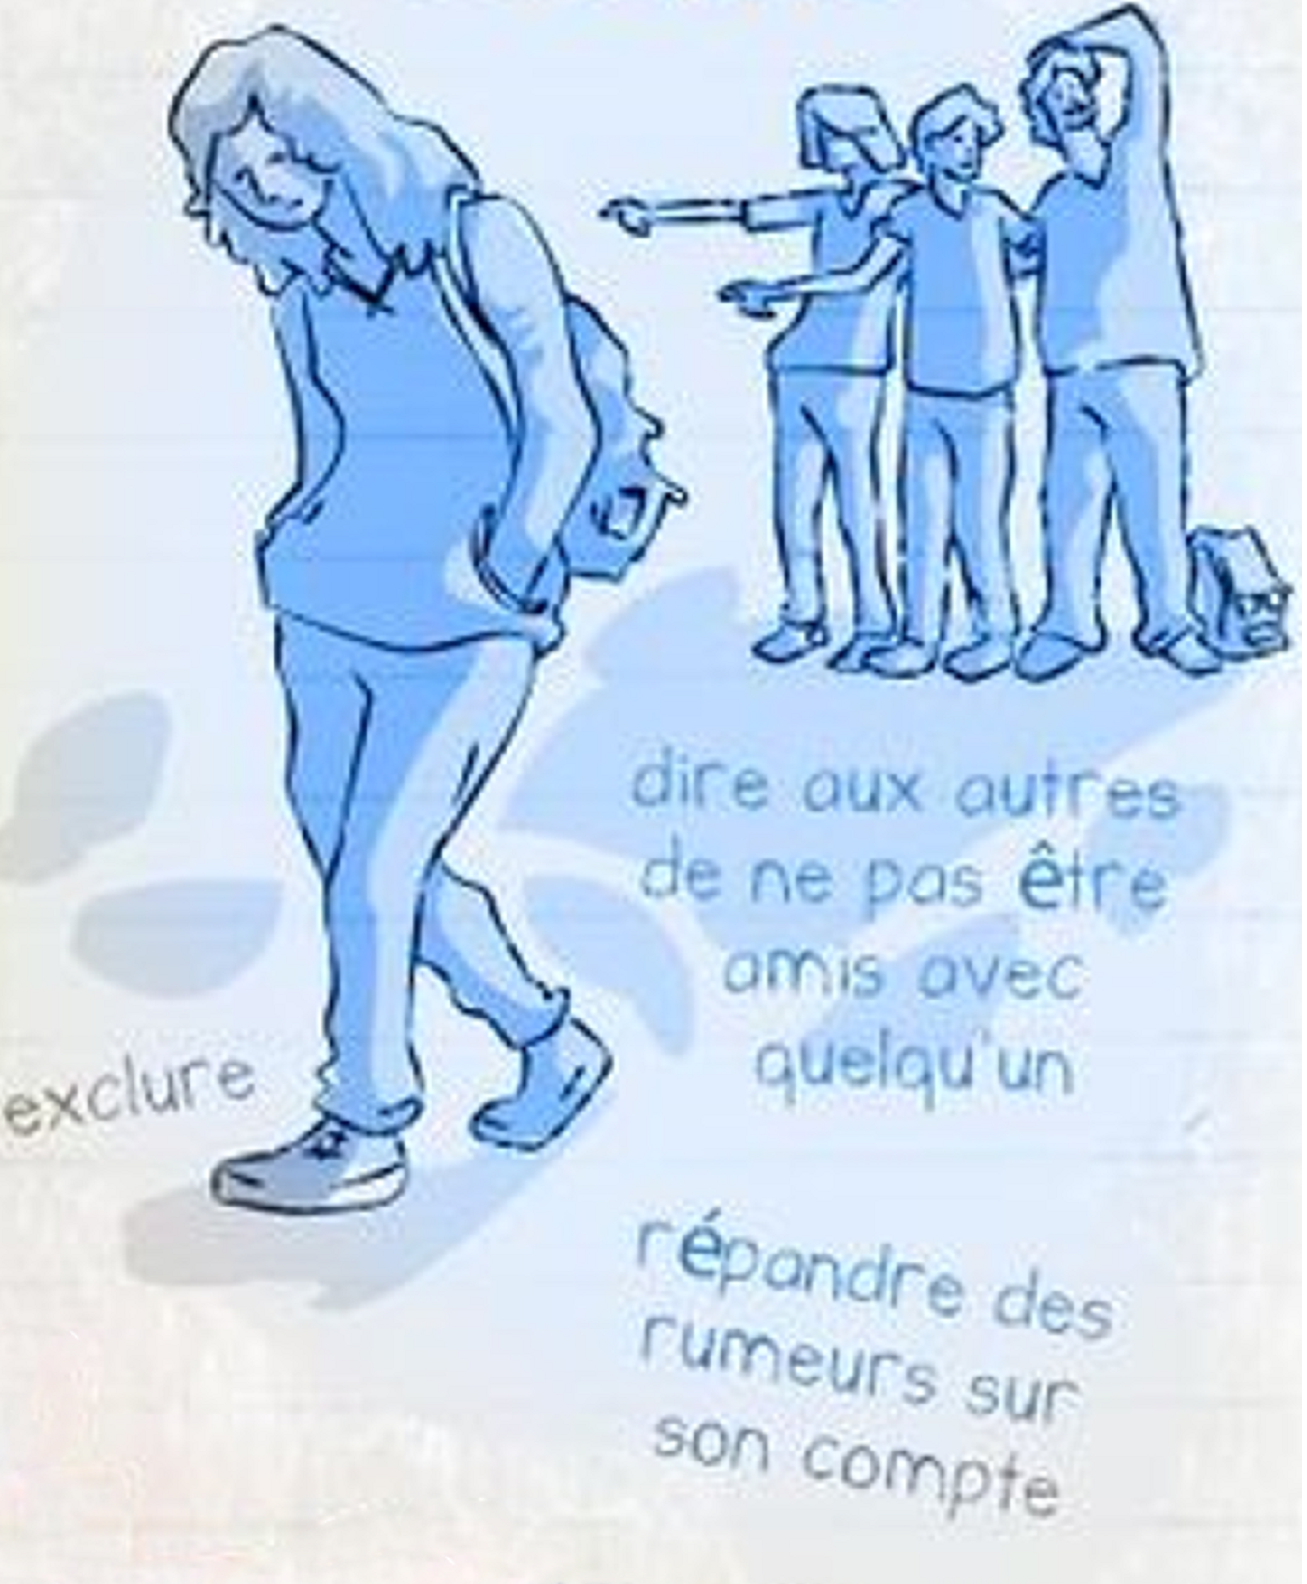 dire aux autres
de ne pas être
amis avec
quelqu'un
exclure
répandre des
rumeurs sur
son compte